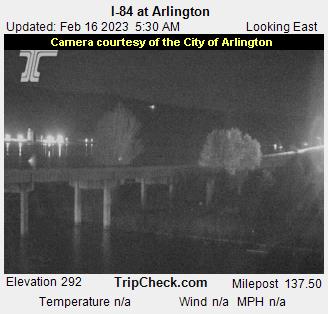 I-84 at Arlington
Updated: Feb 16 2023 5:30 AM Looking East
Camera courtesy of the City of Arlington
Elevation 292 TripCheck.com Milepost 137.50
Temperature n/a Wind n/a MPH n/a